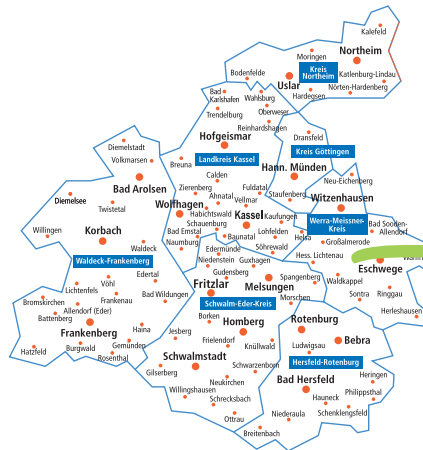 Kalefeld
Moringen
Northeim
Kreis
Northeim
Bodenfelde
Katlenburg-Lindau
Uslar
Nörten-Hardenberg
Hardegsen
Bad
Karlshafen
Wahlsburg
Oberweser
Trendelburg
Reinhardshagen
Dransfeld
Hofgeismar
Diemelstadt
Kreis Göttingen
Volkmarsen
Breuna
Landkreis Kassel
Calden
Hann. Münden
Neu-Eichenberg
Bad Arolsen
Zierenberg
Fuldatal
Staufenberg
Diemelsee
Ahnatal
Vellmar
Witzenhausen
Twistetal
Wolfhagen
Habichtswald
Kassel
Kaufungen
Werra-Meissner-
Kreis
Bad Sooden-
Allendorf
Schauenburg
Willingen
Korbach
Bad Emstal
Baunatal
Lohfelden
Helsa
Großalmerode
Waldeck
Naumburg
Edermünde
Söhrewald
Hess. Lichtenau
Waldeck-Frankenberg
Niedenstein
Guxhagen
Eschwege
Edertal
Gudensberg
Spangenberg
Waldkappel
Vöhl
Lichtenfels
Fritzlar
Melsungen
Sontra
Ringgau
Bromskirchen
Frankenau
Bad Wildungen
Schwalm-Eder-Kreis
Morschen
Allendorf (Eder)
Herleshausen
Battenberg
Borken
Rotenburg
Frankenberg
Haina
Jesberg
Homberg
Bebra
Hatzfeld
Burgwald
Gemünden
Frielendorf
Knüllwald
Ludwigsau
Rosenthal
Schwalmstadt
Hersfeld-Rotenburg
Gilserberg
Schwarzenborn
Neukirchen
Bad Hersfeld
Heringen
Willingshausen
Philippsthal
Schrecksbach
Hauneck
Schenklengsfeld
Ottrau
Niederaula
Breitenbach